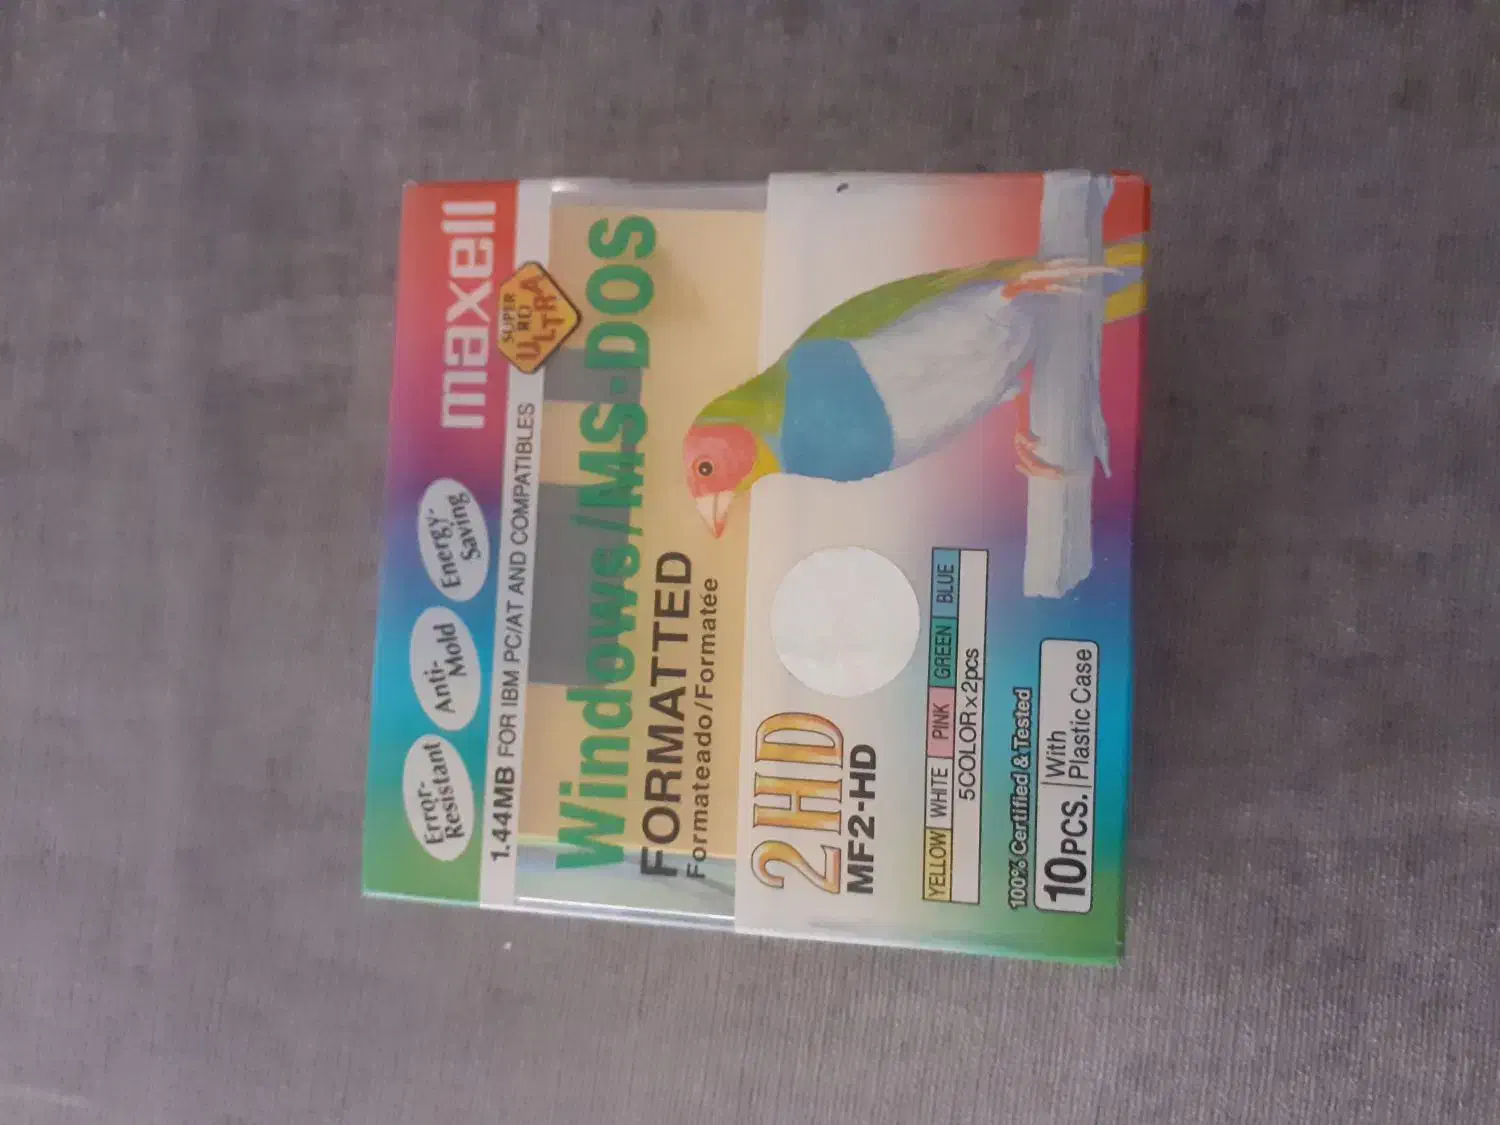 maxell
Error-
Resistant
Anti-
Mold
Energy-
Saving
1.44MB FOR IBM PC/AT AND COMPATIBLES
SUPER
RD
ULTRA
Windows/MS-DOS
FORMATTED
Formateado/Formatée
2HD
MF2-HD
YELLOW WHITE PINK GREEN BLUE
5COLOR x 2pcs
100% Certified & Tested
10PCS. With
Plastic Case